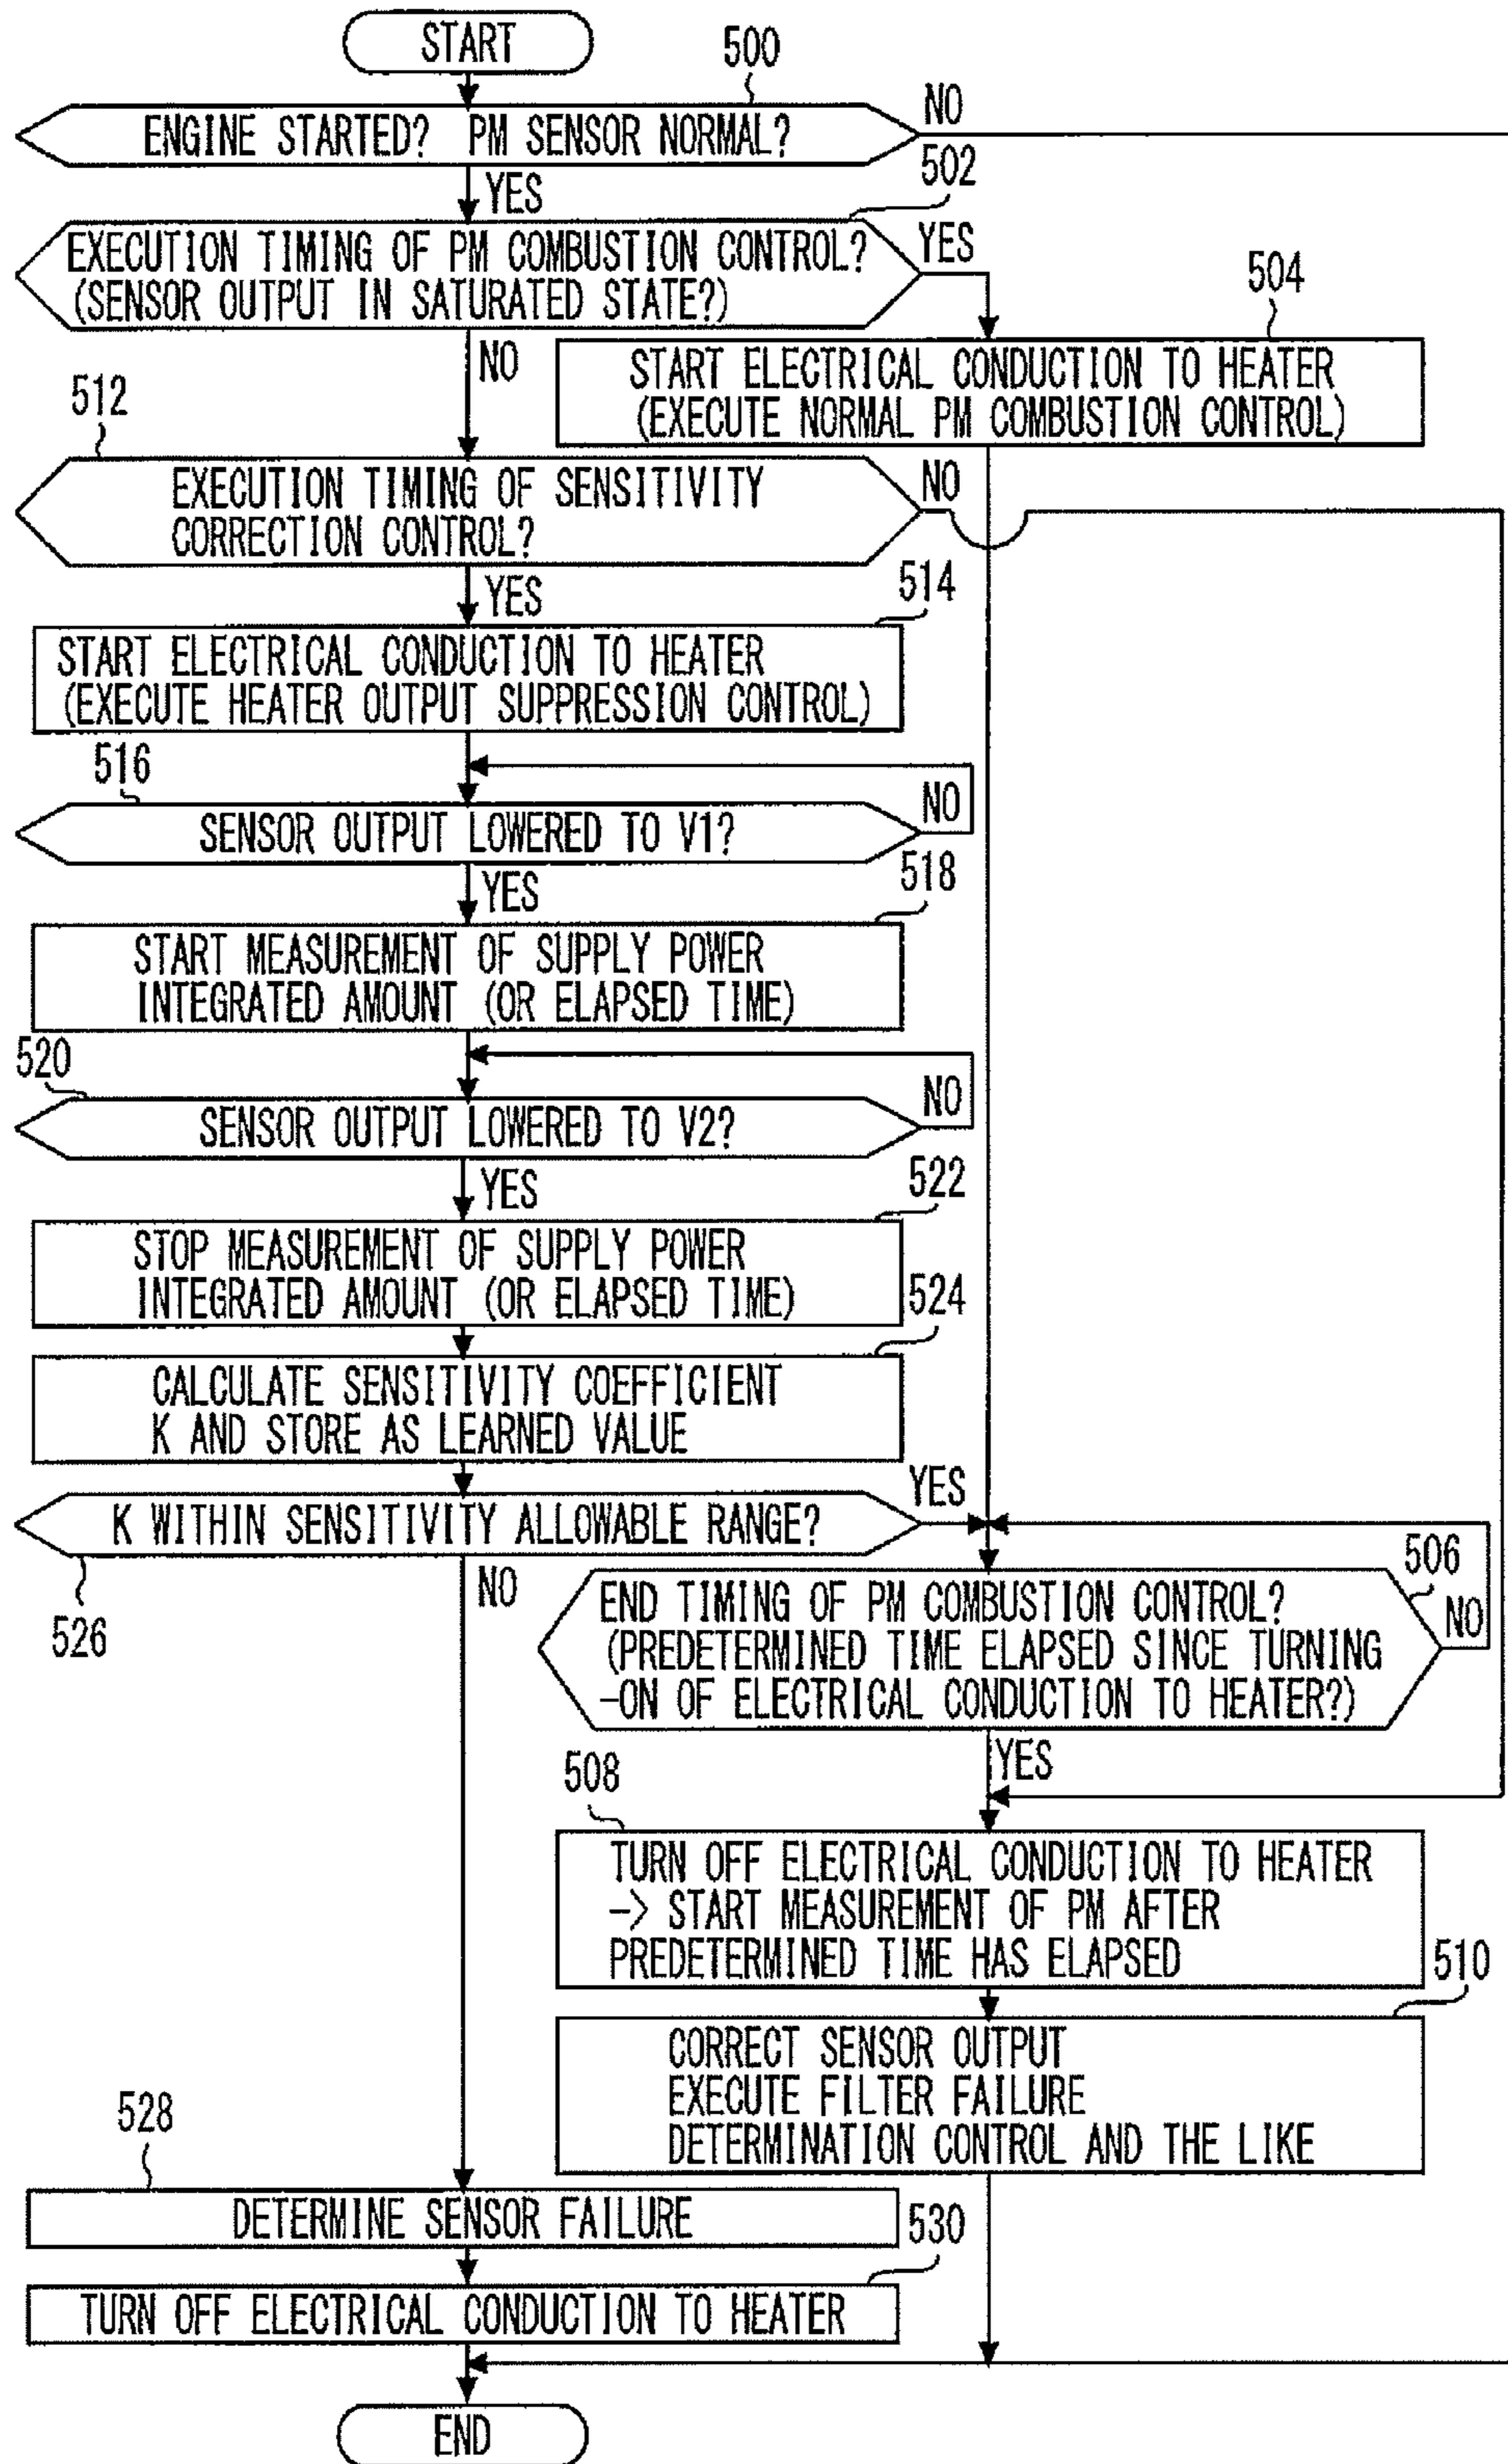 START
500
ENGINE STARTED? PM SENSOR NORMAL?
NO
YES
502
EXECUTION TIMING OF PM COMBUSTION CONTROL?
(SENSOR OUTPUT IN SATURATED STATE?)
YES
NO
504
START ELECTRICAL CONDUCTION TO HEATER
(EXECUTE NORMAL PM COMBUSTION CONTROL)
512
EXECUTION TIMING OF SENSITIVITY
CORRECTION CONTROL?
NO
YES
514
START ELECTRICAL CONDUCTION TO HEATER
(EXECUTE HEATER OUTPUT SUPPRESSION CONTROL)
516
SENSOR OUTPUT LOWERED TO V1?
NO
YES
518
START MEASUREMENT OF SUPPLY POWER
INTEGRATED AMOUNT (OR ELAPSED TIME)
520
SENSOR OUTPUT LOWERED TO V2?
NO
YES
522
STOP MEASUREMENT OF SUPPLY POWER
INTEGRATED AMOUNT (OR ELAPSED TIME)
524
CALCULATE SENSITIVITY COEFFICIENT
K AND STORE AS LEARNED VALUE
K WITHIN SENSITIVITY ALLOWABLE RANGE?
YES
NO
526
506
END TIMING OF PM COMBUSTION CONTROL?
(PREDETERMINED TIME ELAPSED SINCE TURNING
-ON OF ELECTRICAL CONDUCTION TO HEATER?)
NO
YES
508
TURN OFF ELECTRICAL CONDUCTION TO HEATER
-> START MEASUREMENT OF PM AFTER
PREDETERMINED TIME HAS ELAPSED
510
CORRECT SENSOR OUTPUT
EXECUTE FILTER FAILURE
DETERMINATION CONTROL AND THE LIKE
528
DETERMINE SENSOR FAILURE
530
TURN OFF ELECTRICAL CONDUCTION TO HEATER
END